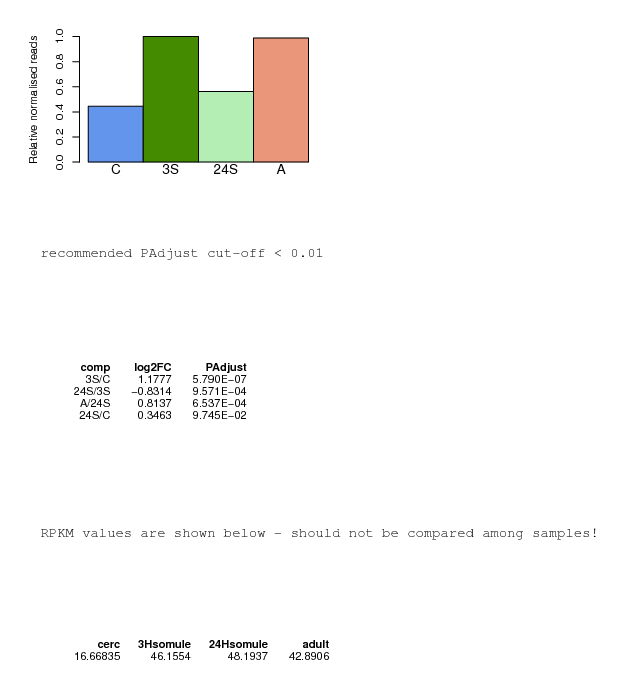 Relative normalised reads
1.0
0.8
0.6
0.4
0.2
0.0
C 3S 24S A
recommended PAdjust cut-off < 0.01
comp log2FC PAdjust
3S/C 1.1777 5.790E-07
24S/3S -0.8314 9.571E-04
A/24S 0.8137 6.537E-04
24S/C 0.3463 9.745E-02
RPKM values are shown below - should not be compared among samples!
cerc 3Hsomule 24Hsomule adult
16.66835 46.1554 48.1937 42.8906